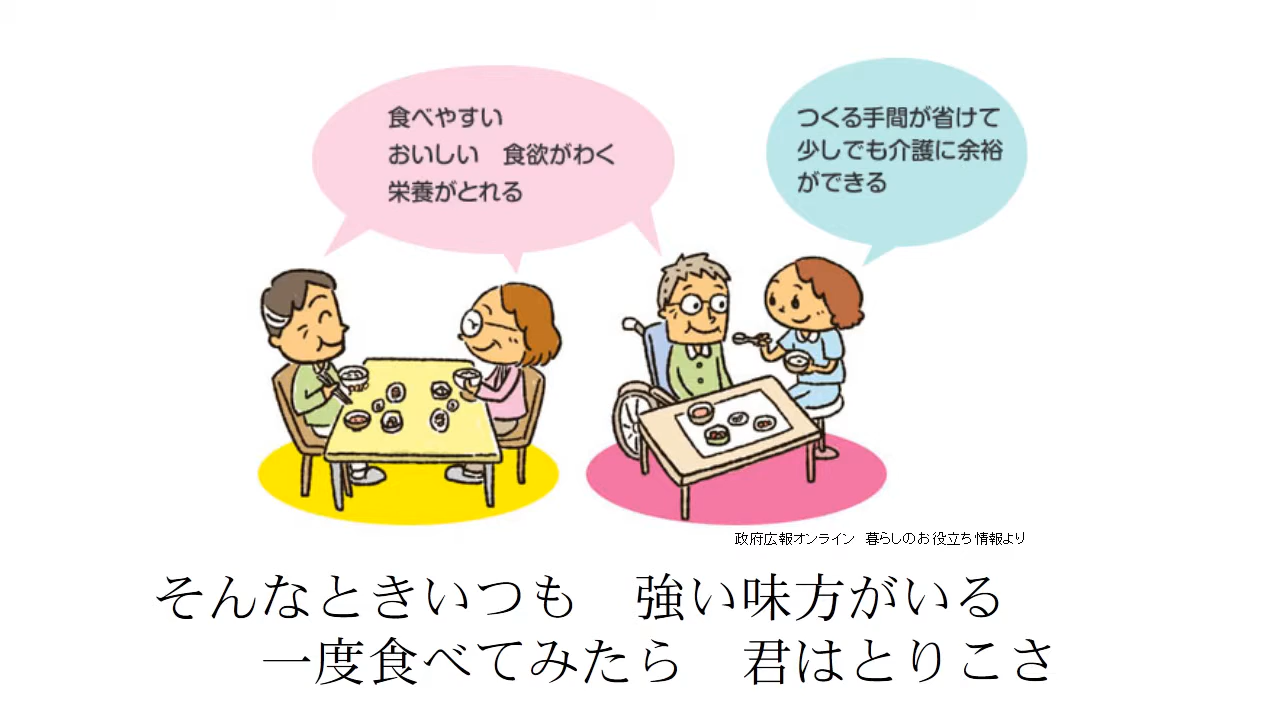 食べやすい
おいしい　食欲がわく
栄養がとれる
つくる手間が省けて
少しでも介護に余裕
ができる
政府広報オンライン　暮らしのお役立ち情報より
そんなときいつも　強い味方がいる
一度食べてみたら　君はとりこさ